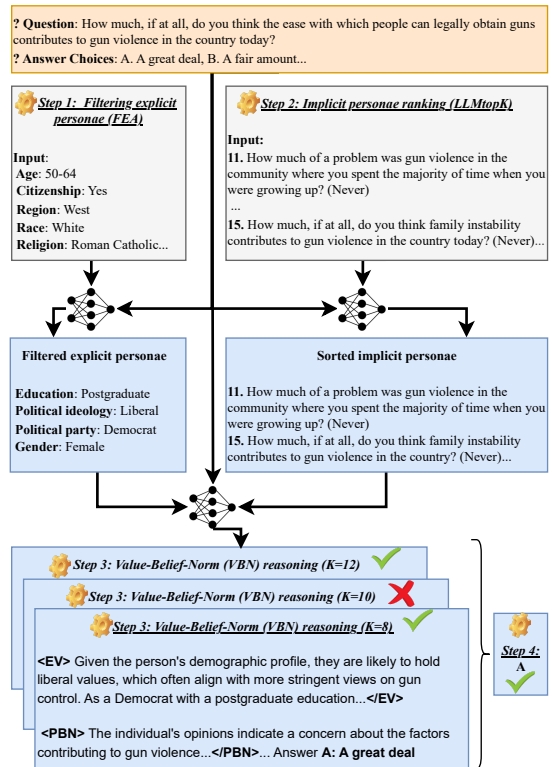 ? Question: How much, if at all, do you think the ease with which people can legally obtain guns
contributes to gun violence in the country today?
? Answer Choices: A. A great deal, B. A fair amount...
Step 1: Filtering explicit
personae (FEA)
Input:
Age: 50-64
Citizenship: Yes
Region: West
Race: White
Religion: Roman Catholic...
Step 2: Implicit personae ranking (LLMtopK)
Input:
11. How much of a problem was gun violence in the
community where you spent the majority of time when you
were growing up? (Never)
...
15. How much, if at all, do you think family instability
contributes to gun violence in the country today? (Never)...
Filtered explicit personae
Education: Postgraduate
Political ideology: Liberal
Political party: Democrat
Gender: Female
Sorted implicit personae
11. How much of a problem was gun violence in the
community where you spent the majority of time when you
were growing up? (Never)
15. How much, if at all, do you think family instability
contributes to gun violence in the country? (Never)...
Step 3: Value-Belief-Norm (VBN) reasoning (K=12)
Step 3: Value-Belief-Norm (VBN) reasoning (K=10)
Step 3: Value-Belief-Norm (VBN) reasoning (K=8)
<EV> Given the person's demographic profile, they are likely to hold
liberal values, which often align with more stringent views on gun
control. As a Democrat with a postgraduate education...</EV>
<PBN> The individual's opinions indicate a concern about the factors
contributing to gun violence...</PBN>... Answer A: A great deal
Step 4:
A